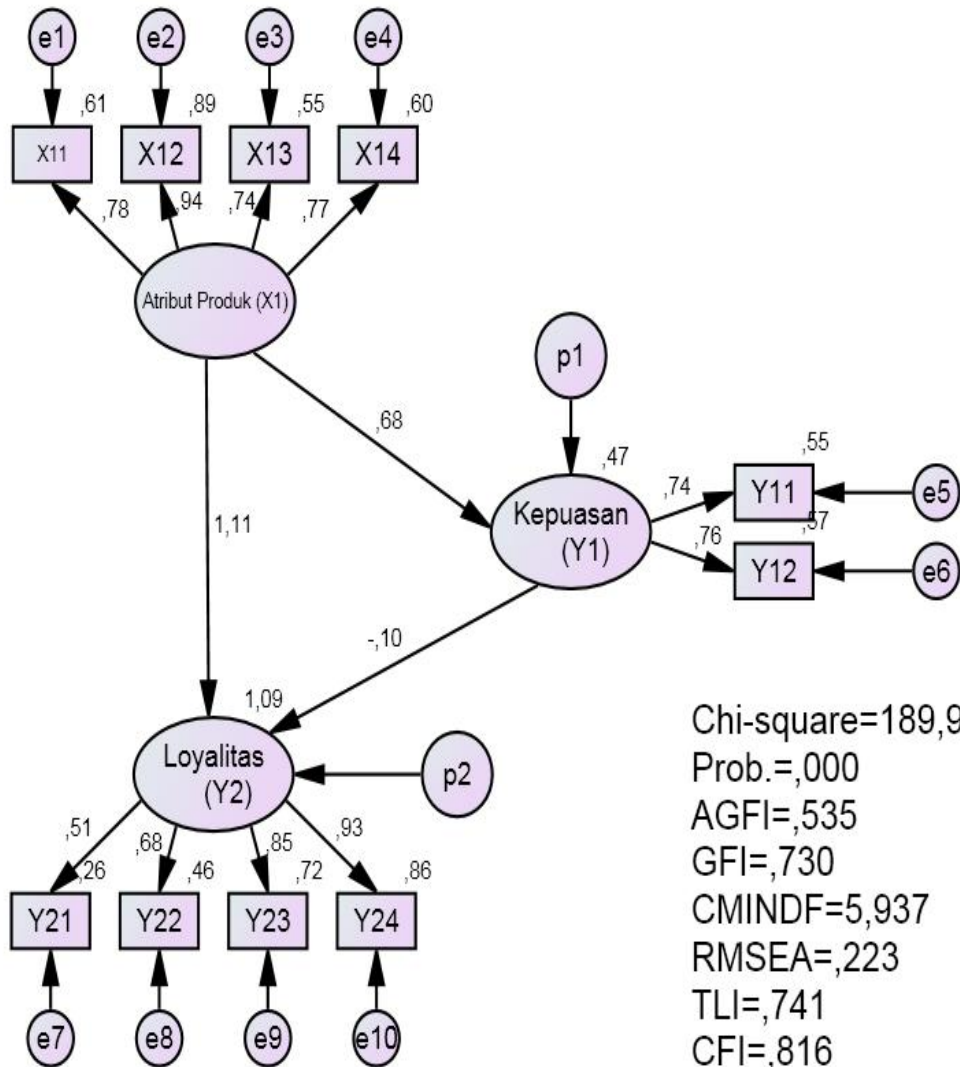 e1 e2 e3 e4
,61 ,89 ,55 ,60
X11 X12 X13 X14
,78 ,94 ,74 ,77
Atribut Produk (X1)
p1
,68
,47
,55
1,11
Kepuasan
(Y1)
,74
Y11
e5
,57
,76
Y12
e6
-,10
1,09
Loyalitas
(Y2)
p2
,51 ,68 ,85 ,93
,26 ,46 ,72 ,86
Y21 Y22 Y23 Y24
e7 e8 e9 e10
Chi-square=189,9
Prob.=,000
AGFI=,535
GFI=,730
CMINDF=5,937
RMSEA=,223
TLI=,741
CFI=,816